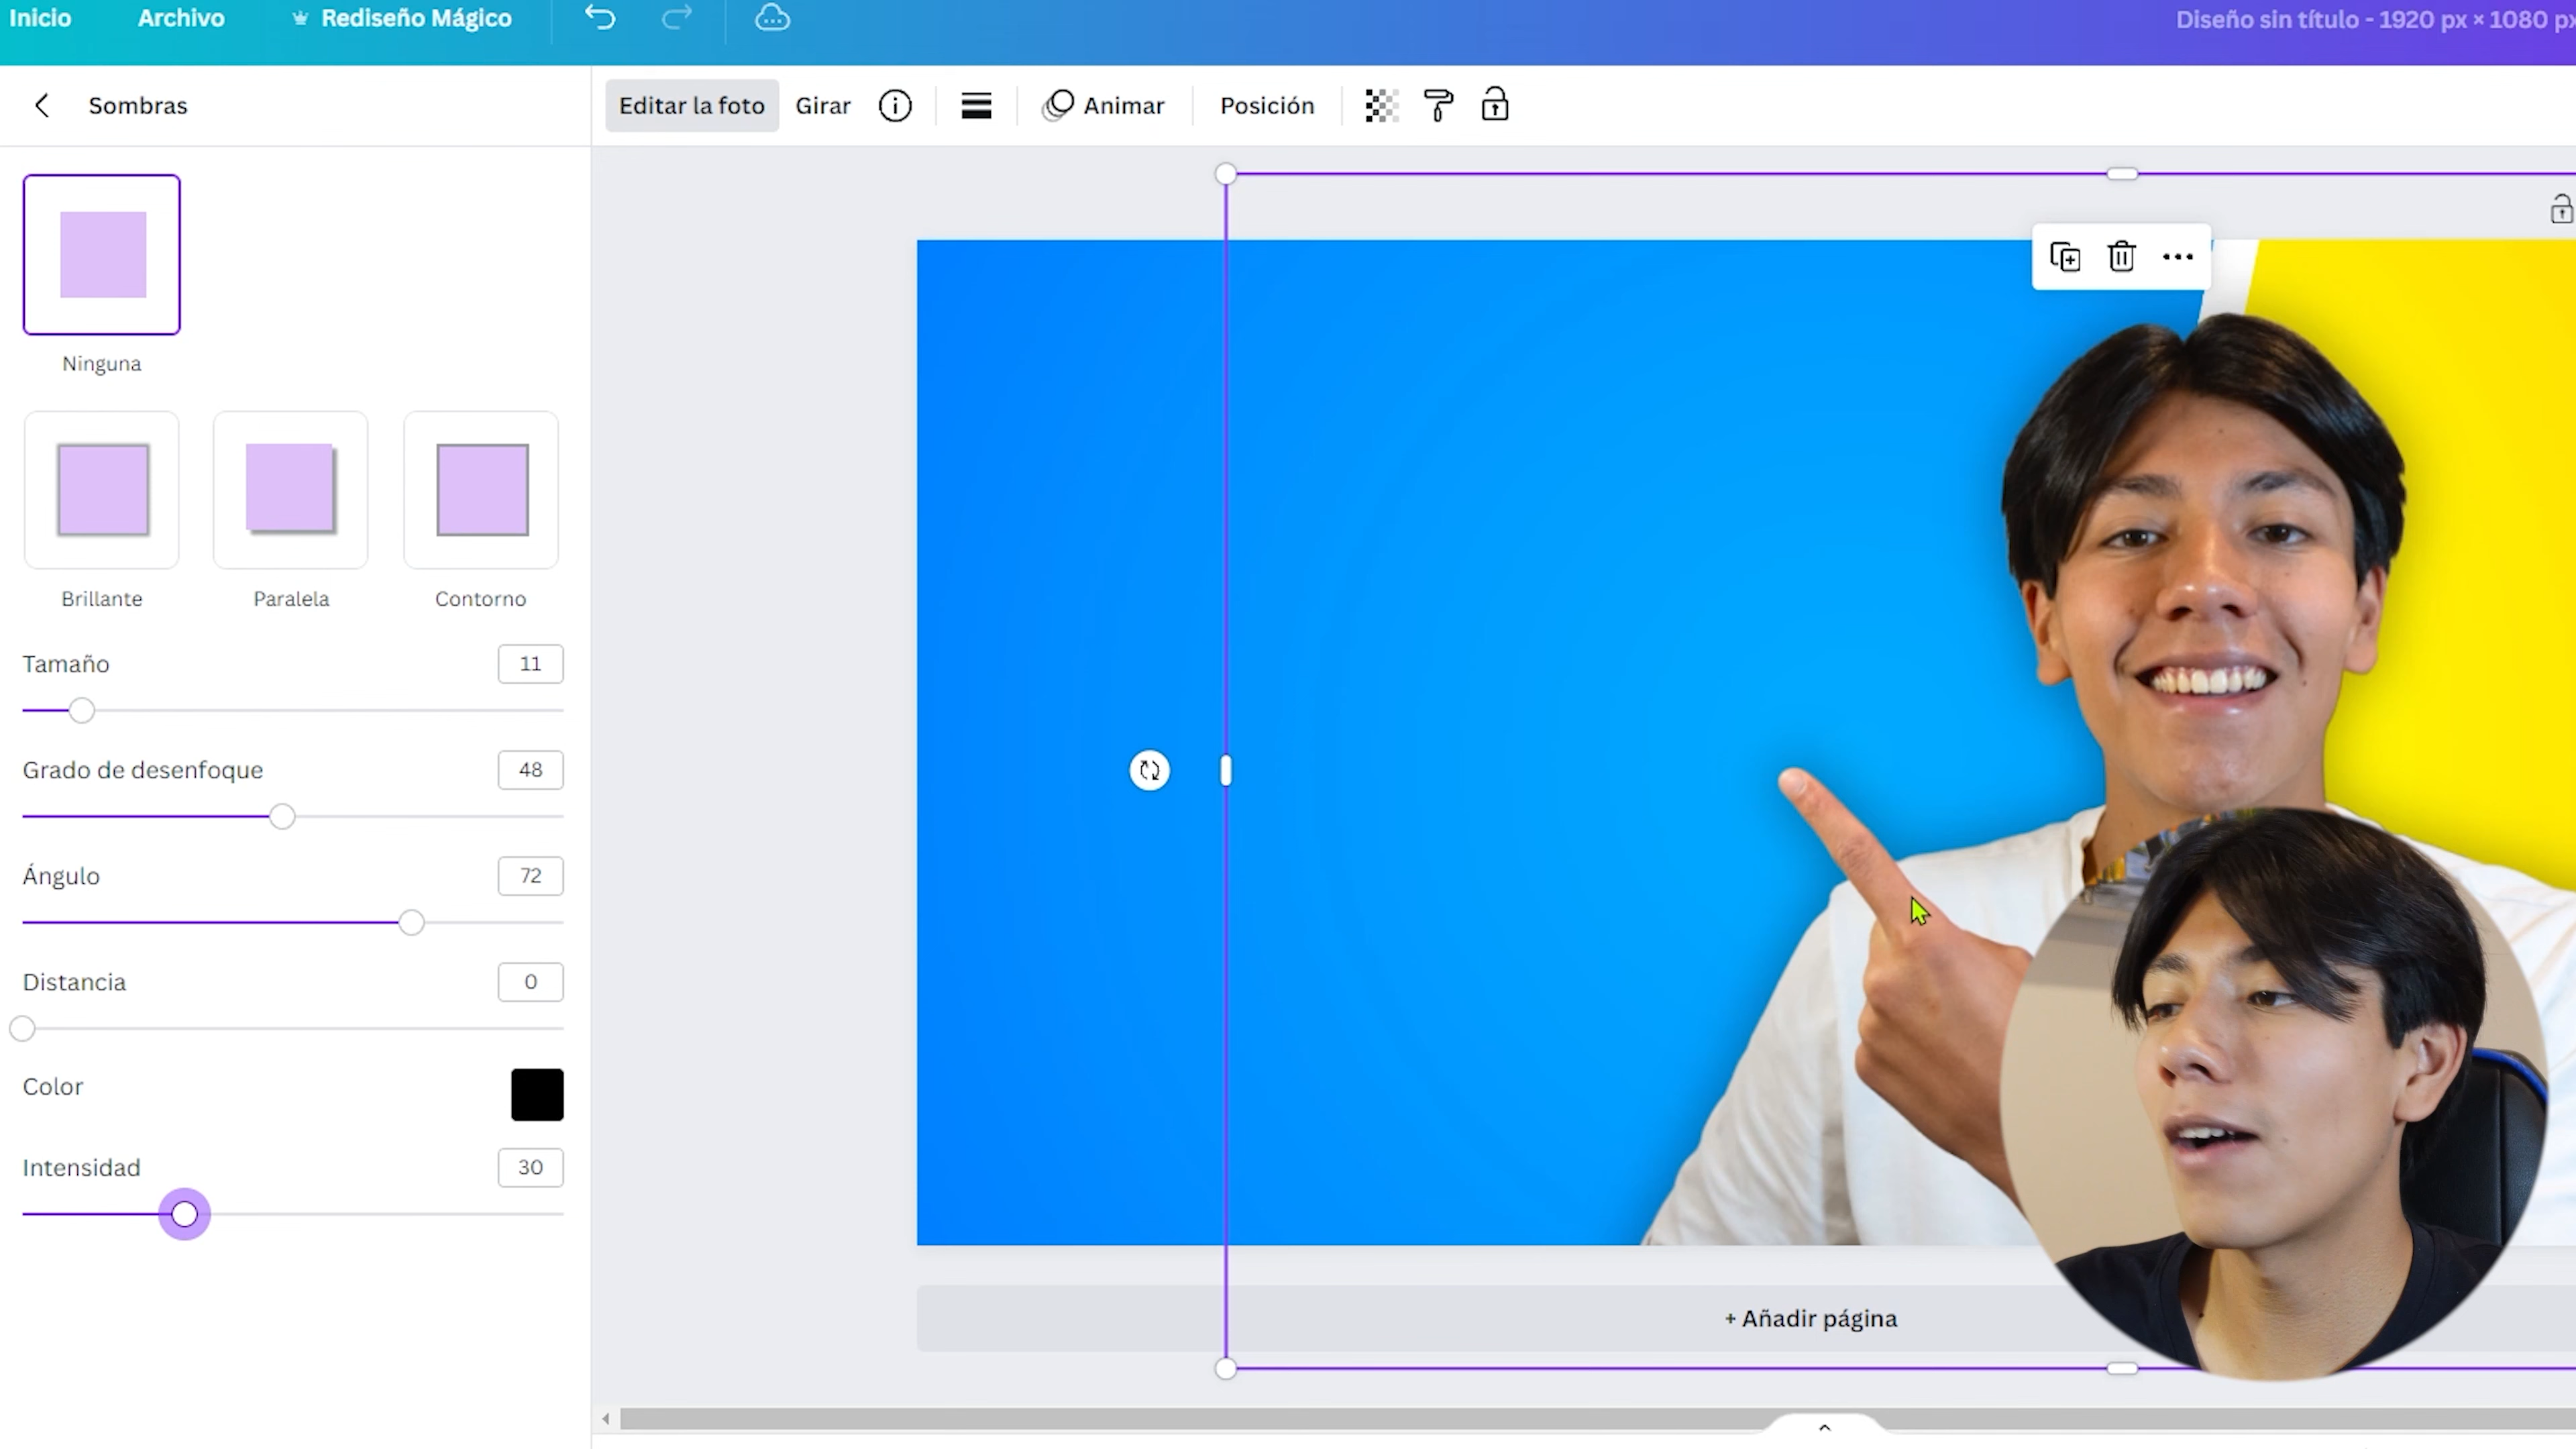 Inicio Archivo Rediseño Mágico Diseño sin título - 1920 px × 1080 px
Sombras Editar la foto Girar Animar Posición
Ninguna
Brillante Paralela Contorno
Tamaño 11
Grado de desenfoque 48
Ángulo 72
Distancia 0
Color
Intensidad 30
+ Añadir página